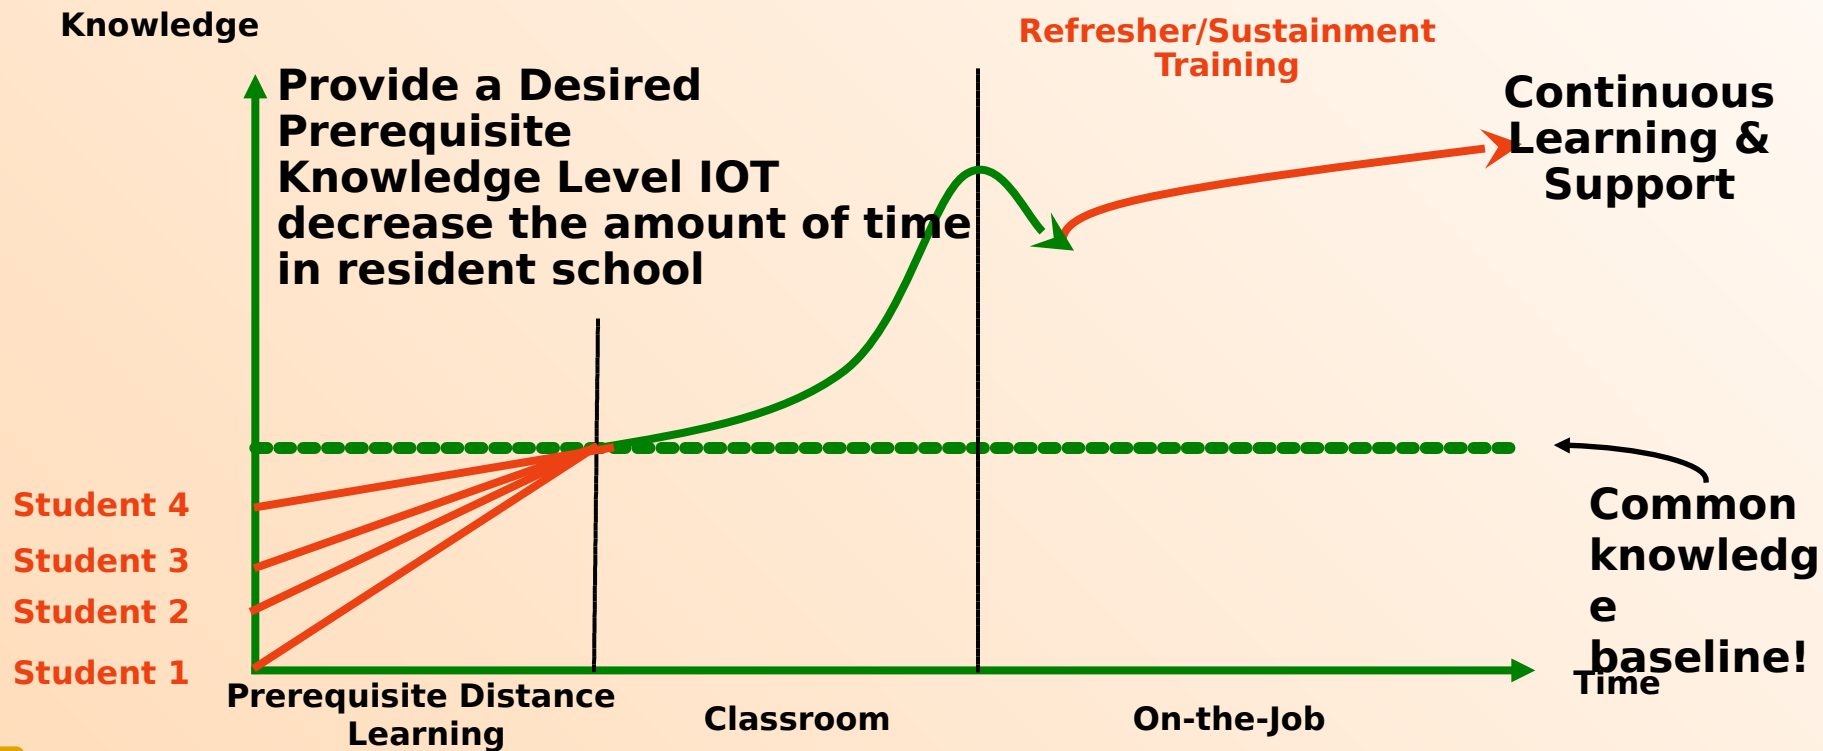 Knowledge
Refresher/Sustainment
Training
Provide a Desired
Prerequisite
Knowledge Level IOT
decrease the amount of time
in resident school
Continuous
Learning &
Support
Student 4
Student 3
Student 2
Student 1
Common
knowledg
e
baseline!
Time
Prerequisite Distance
Learning
Classroom
On-the-Job